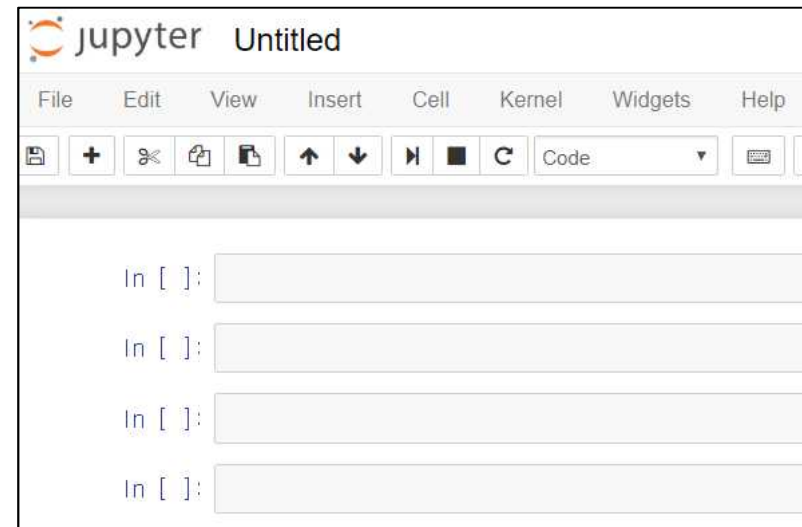 jupyter Untitled
File Edit View Insert Cell Kernel Widgets Help
Code
In [ ]:
In [ ]:
In [ ]:
In [ ]: